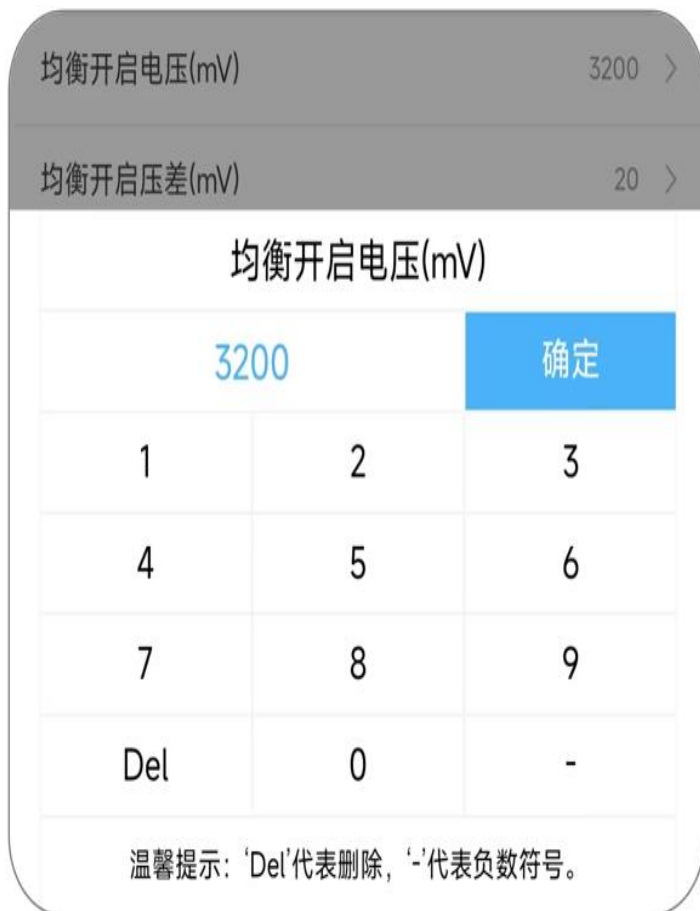 均衡开启电压(mV) 3200 >
均衡开启压差(mV) 20 >
均衡开启电压(mV)
3200 确定
1 2 3
4 5 6
7 8 9
Del 0 -
温馨提示：‘Del’代表删除，‘-’代表负数符号。